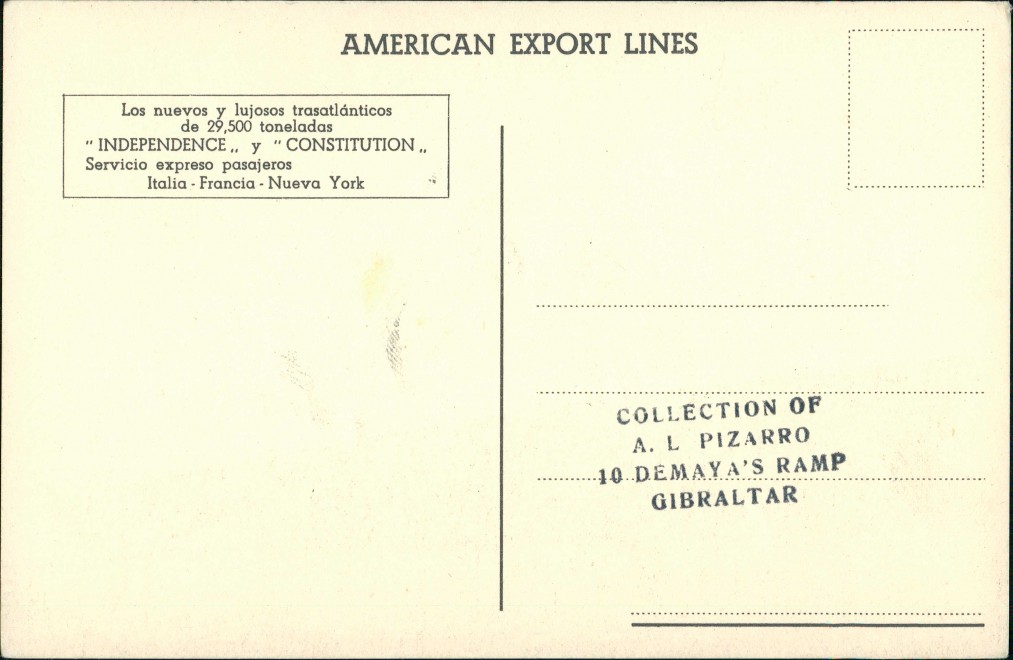 AMERICAN EXPORT LINES
Los nuevos y lujosos trasatlánticos
de 29,500 toneladas
" INDEPENDENCE „ y " CONSTITUTION „
Servicio expreso pasajeros
Italia - Francia - Nueva York
COLLECTION OF
A. L PIZARRO
10 DEMAYA'S RAMP
GIBRALTAR